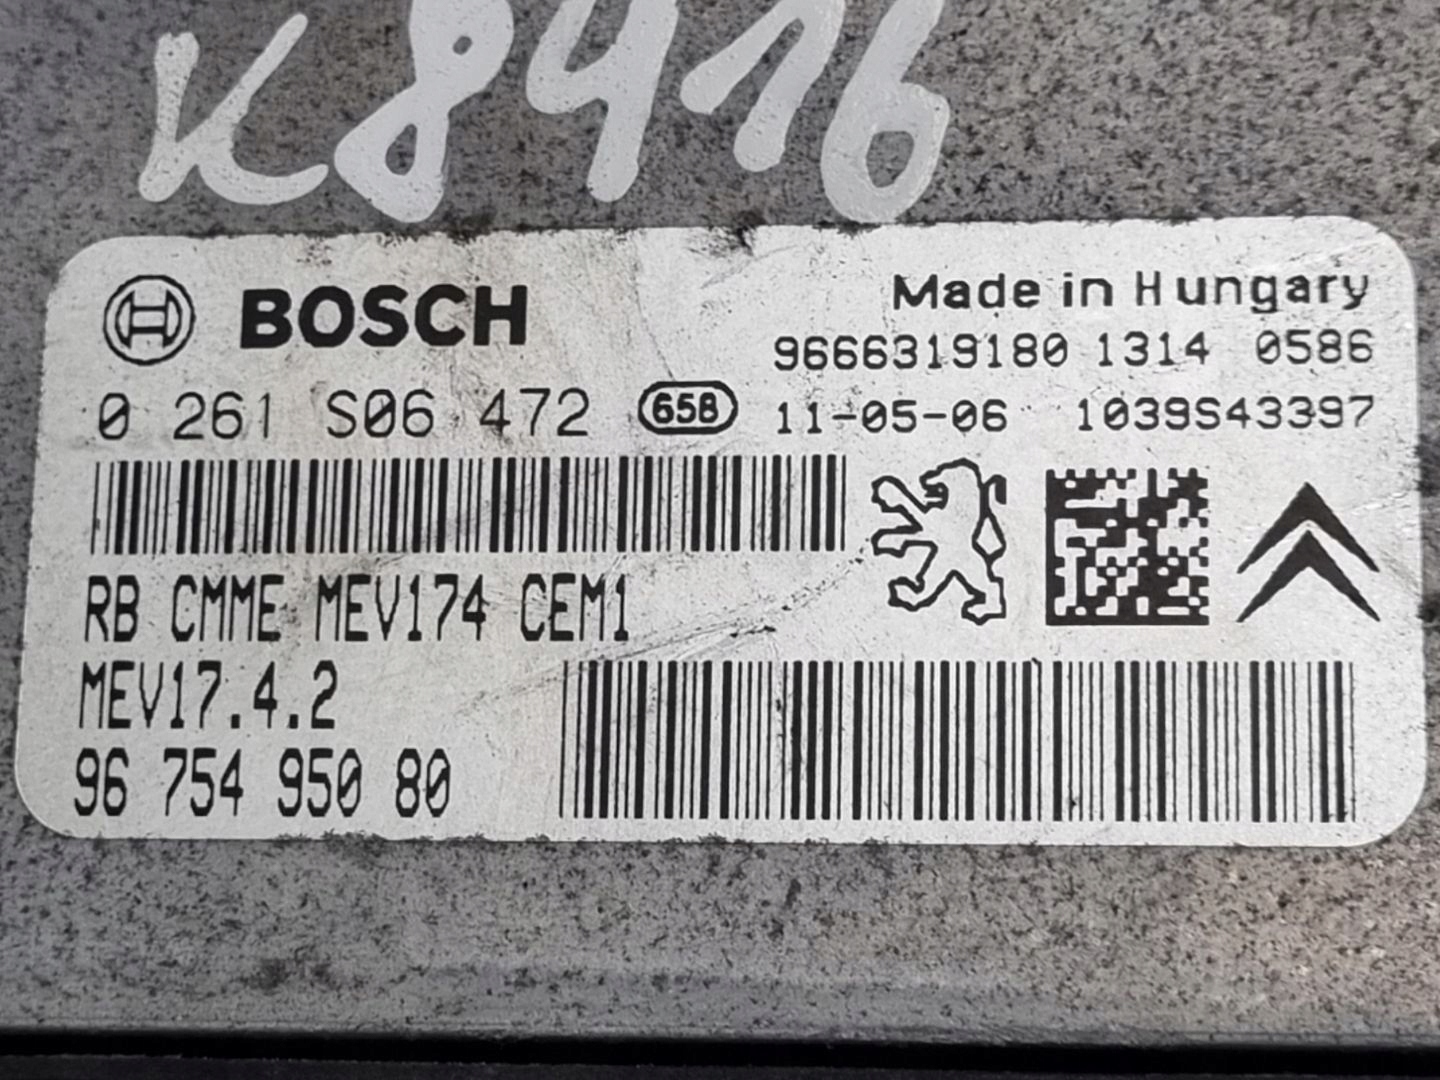 K8416
BOSCH
Made in Hungary
9666319180 1314 0586
0 261 S06 472 658 11-05-06 1039S43397
RB CMME MEV174 CEM1
MEV17.4.2
96 754 950 80